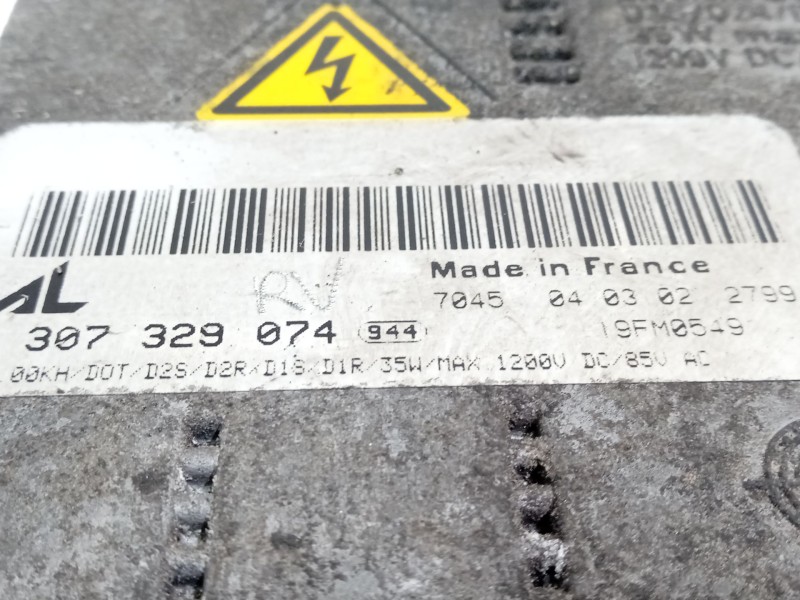 1200V DC
AL
RV
Made in France
7045 04 03 02 2799
307 329 074 944
19FM0549
00KH/DOT/D2S/D2R/D1S/D1R/35W/MAX 1200V DC/85V AC